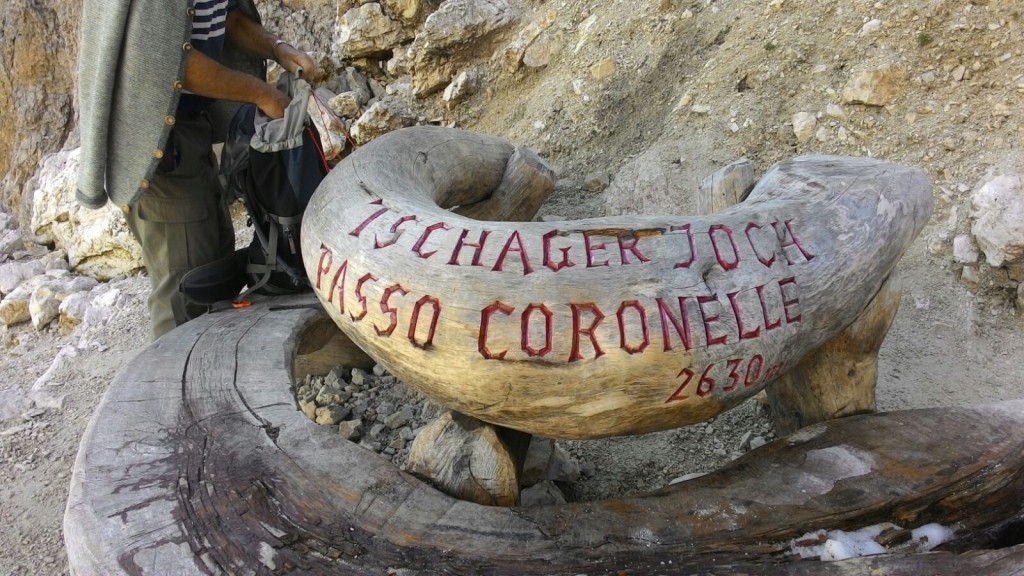 TSCHAGER JOCH
PASSO CORONELLE
2630 m